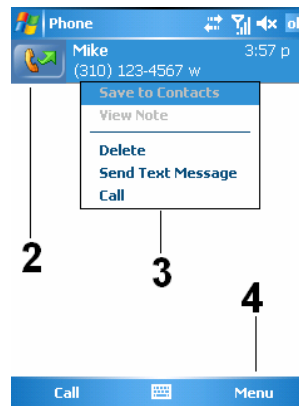 Phone
Mike 3:57 p
(310) 123-4567 w
Save to Contacts
View Note
Delete
Send Text Message
Call
2
3
4
Call Menu